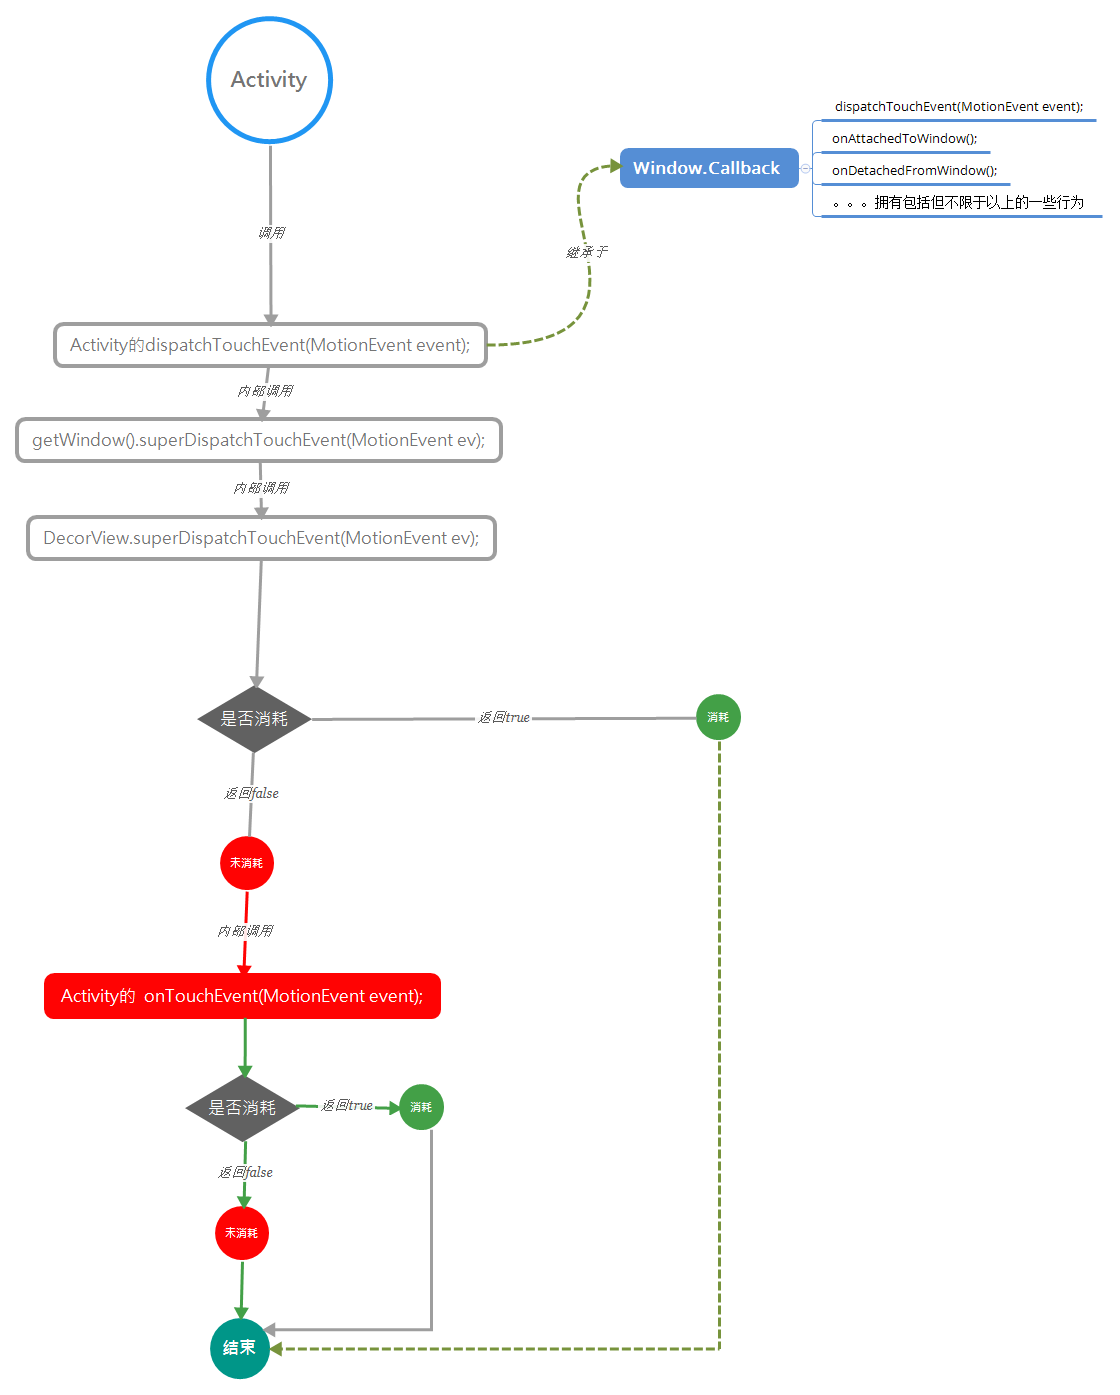 Activity
dispatchTouchEvent(MotionEvent event);
onAttachedToWindow();
Window.Callback
onDetachedFromWindow();
。。。拥有包括但不限于以上的一些行为
调用
继承于
Activity的dispatchTouchEvent(MotionEvent event);
内部调用
getWindow().superDispatchTouchEvent(MotionEvent ev);
内部调用
DecorView.superDispatchTouchEvent(MotionEvent ev);
是否消耗
返回true
消耗
返回false
未消耗
内部调用
Activity的 onTouchEvent(MotionEvent event);
是否消耗
返回true
消耗
返回false
未消耗
结束